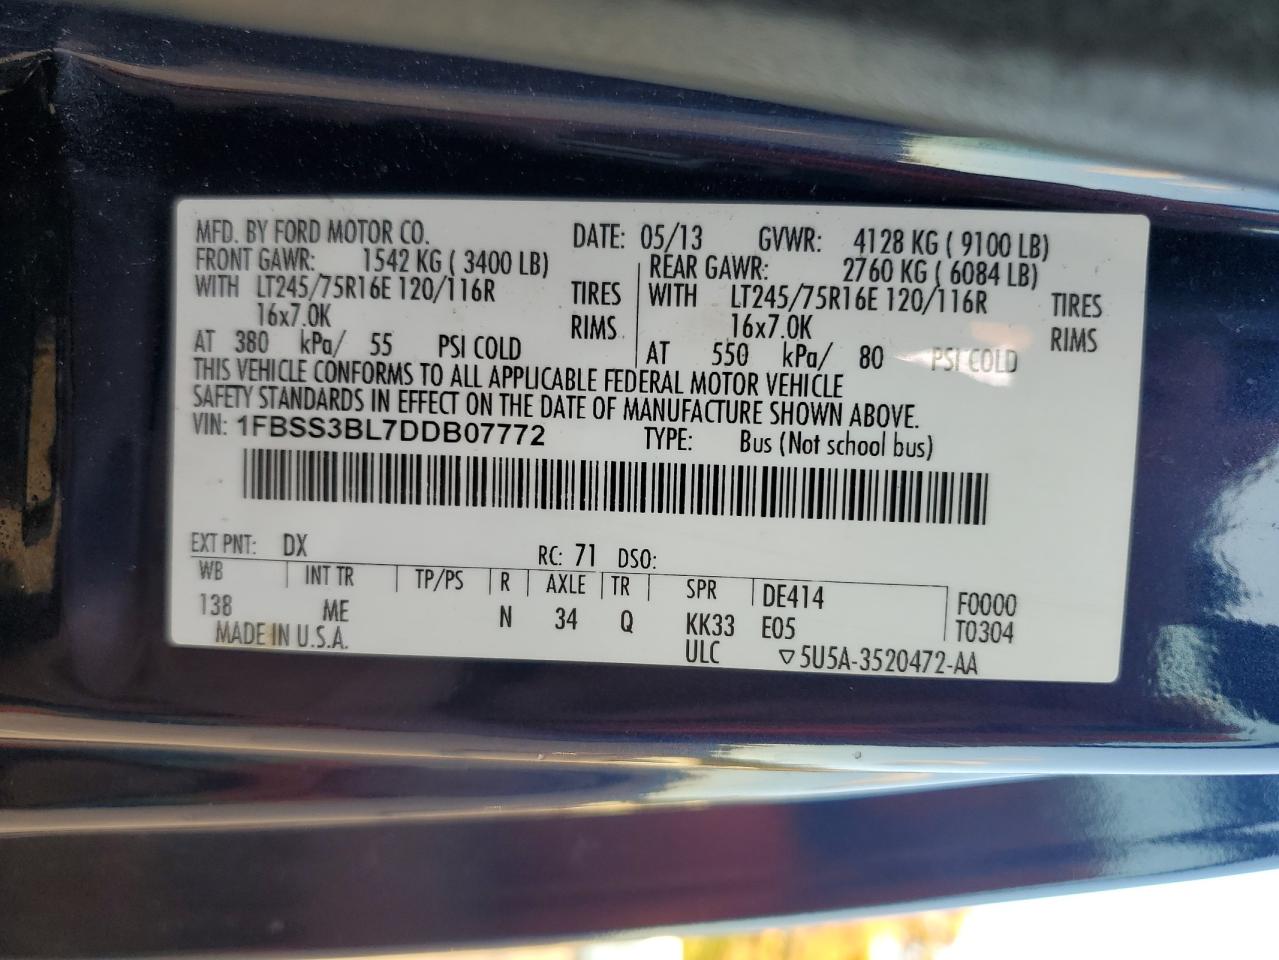 MFD. BY FORD MOTOR CO. DATE: 05/13 GVWR: 4128 KG ( 9100 LB)
FRONT GAWR: 1542 KG ( 3400 LB) REAR GAWR: 2760 KG ( 6084 LB)
WITH LT245/75R16E 120/116R TIRES WITH LT245/75R16E 120/116R TIRES
16x7.0K RIMS 16x7.0K RIMS
AT 380 kPa/ 55 PSI COLD AT 550 kPa/ 80 PSI COLD
THIS VEHICLE CONFORMS TO ALL APPLICABLE FEDERAL MOTOR VEHICLE
SAFETY STANDARDS IN EFFECT ON THE DATE OF MANUFACTURE SHOWN ABOVE.
VIN: 1FBSS3BL7DDB07772 TYPE: Bus (Not school bus)
EXT PNT: DX RC: 71 DSO:
WB INT TR TP/PS R AXLE TR SPR DE414 F0000
138 ME N 34 Q KK33 E05 T0304
MADE IN U.S.A. ULC ▽5U5A-3520472-AA